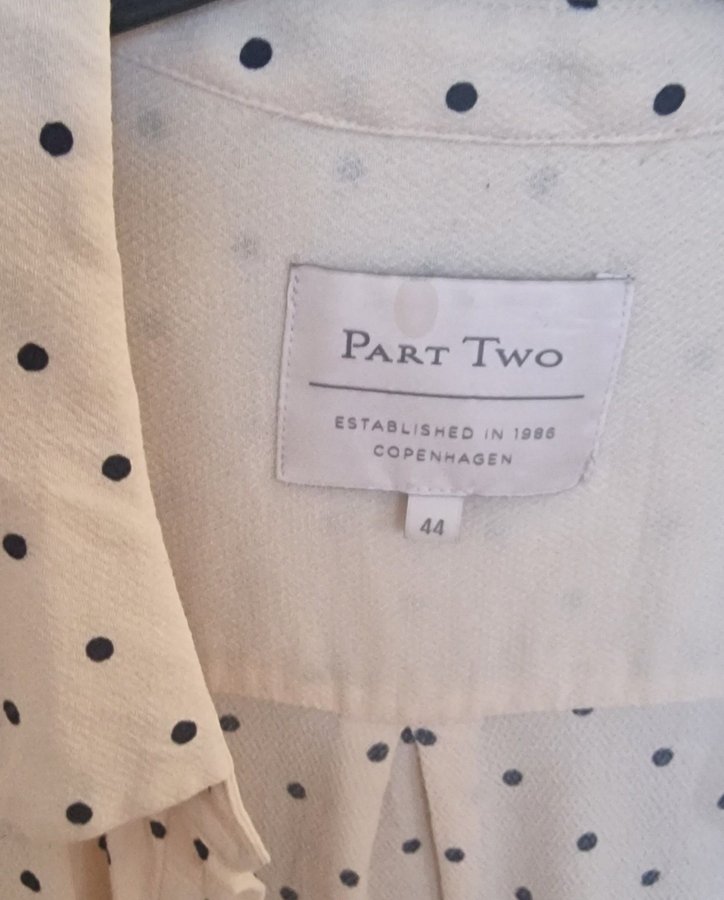 PART TWO
ESTABLISHED IN 1986
COPENHAGEN
44